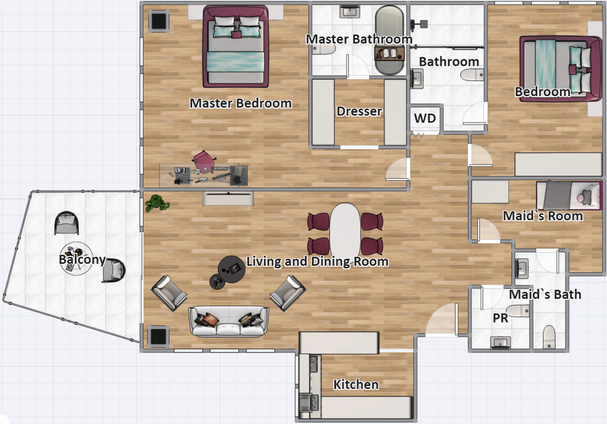 Master Bathroom
Bathroom
Bedroom
Master Bedroom
Dresser
WD
Maid`s Room
Balcony
Living and Dining Room
Maid`s Bath
PR
Kitchen